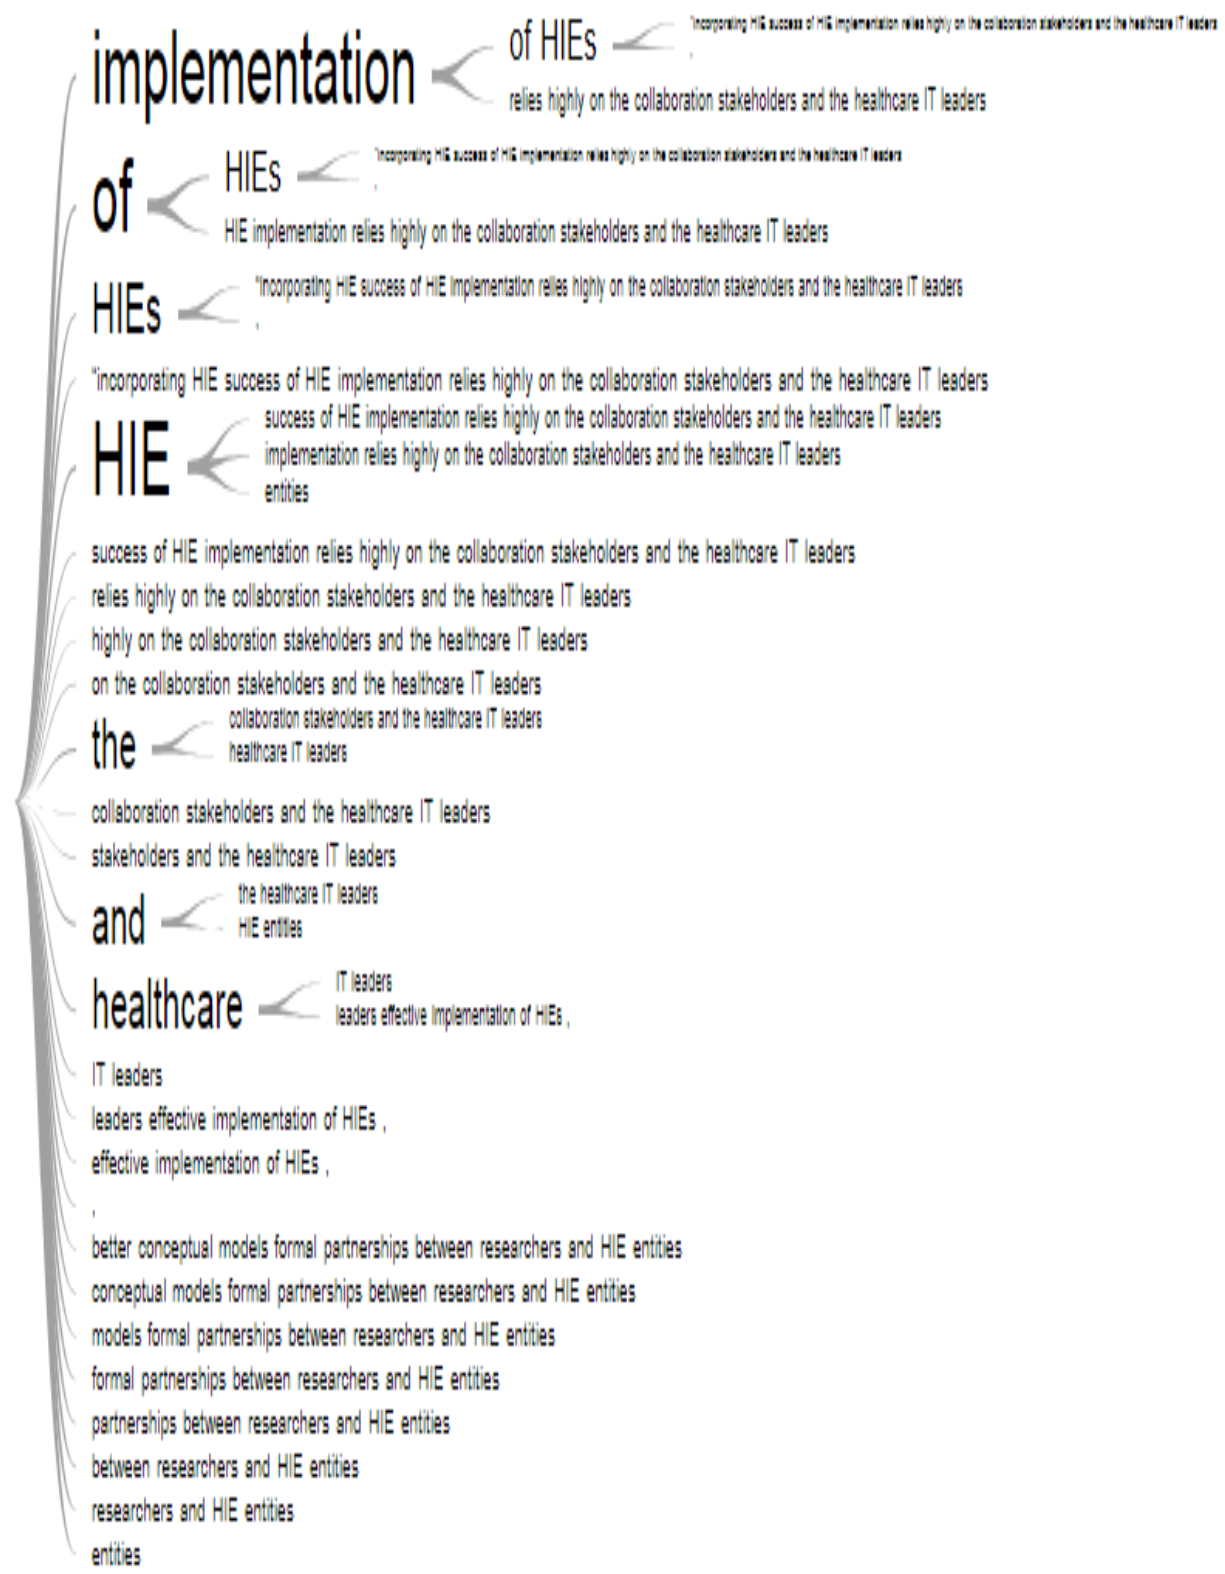 implementation
of HIEs
"incorporating HIE success of HIE implementation relies highly on the collaboration stakeholders and the healthcare IT leaders
,
relies highly on the collaboration stakeholders and the healthcare IT leaders
of
HIEs
"incorporating HIE success of HIE implementation relies highly on the collaboration stakeholders and the healthcare IT leaders
,
HIE implementation relies highly on the collaboration stakeholders and the healthcare IT leaders
HIEs
"incorporating HIE success of HIE implementation relies highly on the collaboration stakeholders and the healthcare IT leaders
,
"incorporating HIE success of HIE implementation relies highly on the collaboration stakeholders and the healthcare IT leaders
HIE
success of HIE implementation relies highly on the collaboration stakeholders and the healthcare IT leaders
implementation relies highly on the collaboration stakeholders and the healthcare IT leaders
entities
success of HIE implementation relies highly on the collaboration stakeholders and the healthcare IT leaders
relies highly on the collaboration stakeholders and the healthcare IT leaders
highly on the collaboration stakeholders and the healthcare IT leaders
on the collaboration stakeholders and the healthcare IT leaders
the
collaboration stakeholders and the healthcare IT leaders
healthcare IT leaders
collaboration stakeholders and the healthcare IT leaders
stakeholders and the healthcare IT leaders
and
the healthcare IT leaders
HIE entities
healthcare
IT leaders
leaders effective implementation of HIEs ,
IT leaders
leaders effective implementation of HIEs ,
effective implementation of HIEs ,
,
better conceptual models formal partnerships between researchers and HIE entities
conceptual models formal partnerships between researchers and HIE entities
models formal partnerships between researchers and HIE entities
formal partnerships between researchers and HIE entities
partnerships between researchers and HIE entities
between researchers and HIE entities
researchers and HIE entities
entities